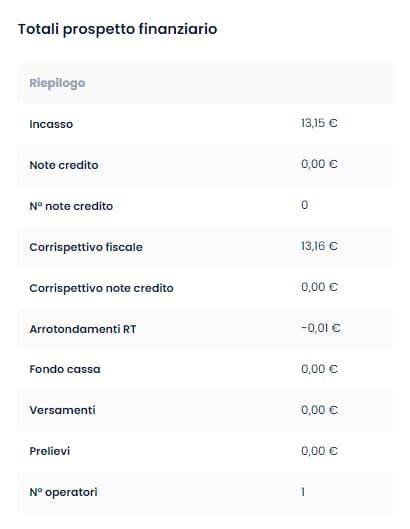 Totali prospetto finanziario
Riepilogo
Incasso 13,15 €
Note credito 0,00 €
N° note credito 0
Corrispettivo fiscale 13,16 €
Corrispettivo note credito 0,00 €
Arrotondamenti RT -0,01 €
Fondo cassa 0,00 €
Versamenti 0,00 €
Prelievi 0,00 €
N° operatori 1